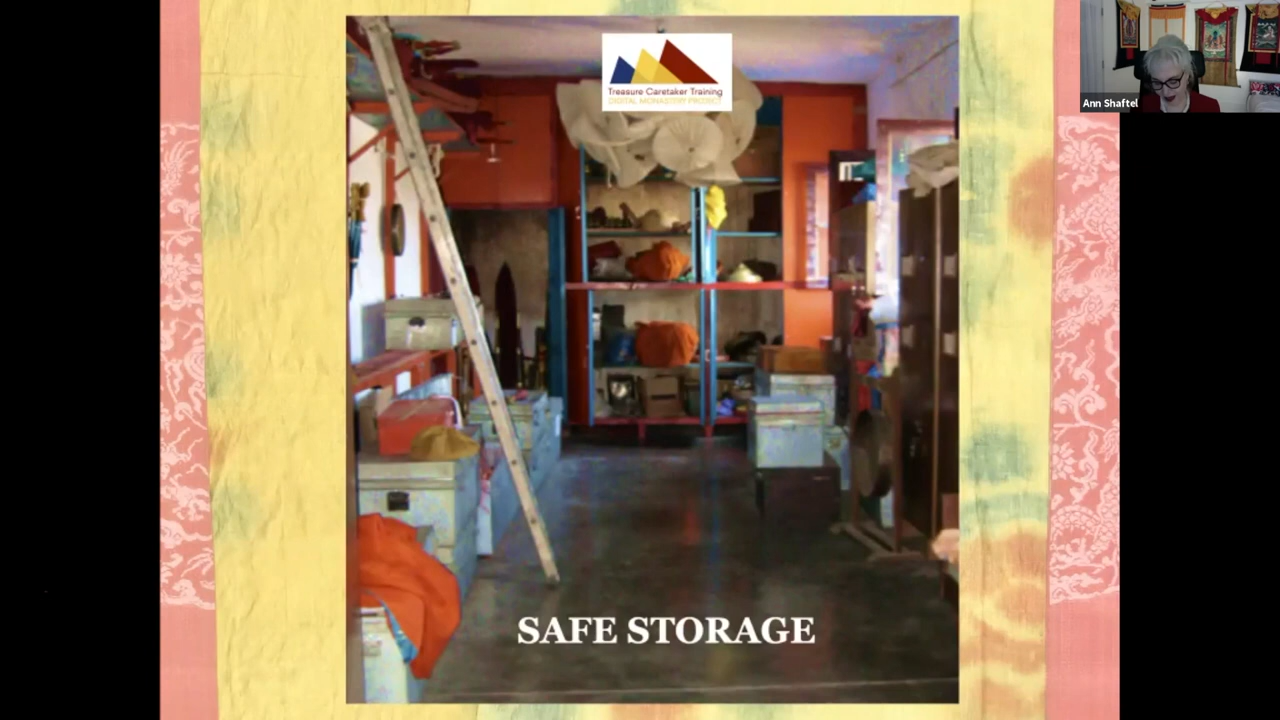 Treasure Caretaker Training
DIGITAL MONASTERY PROJECT
Ann Shaftel
SAFE STORAGE